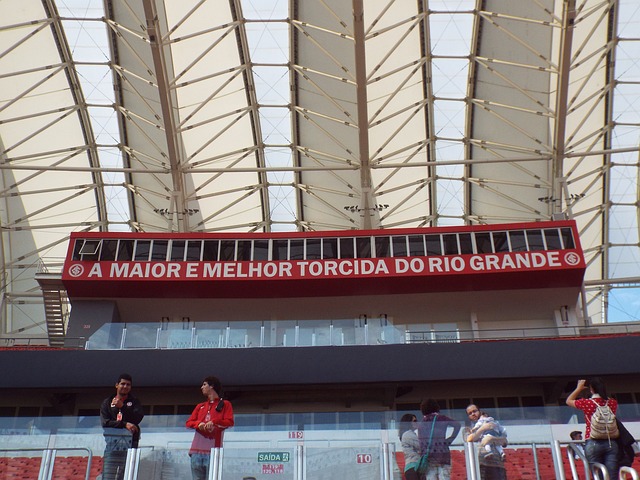 A MAIOR E MELHOR TORCIDA DO RIO GRANDE
119
SAÍDA
10